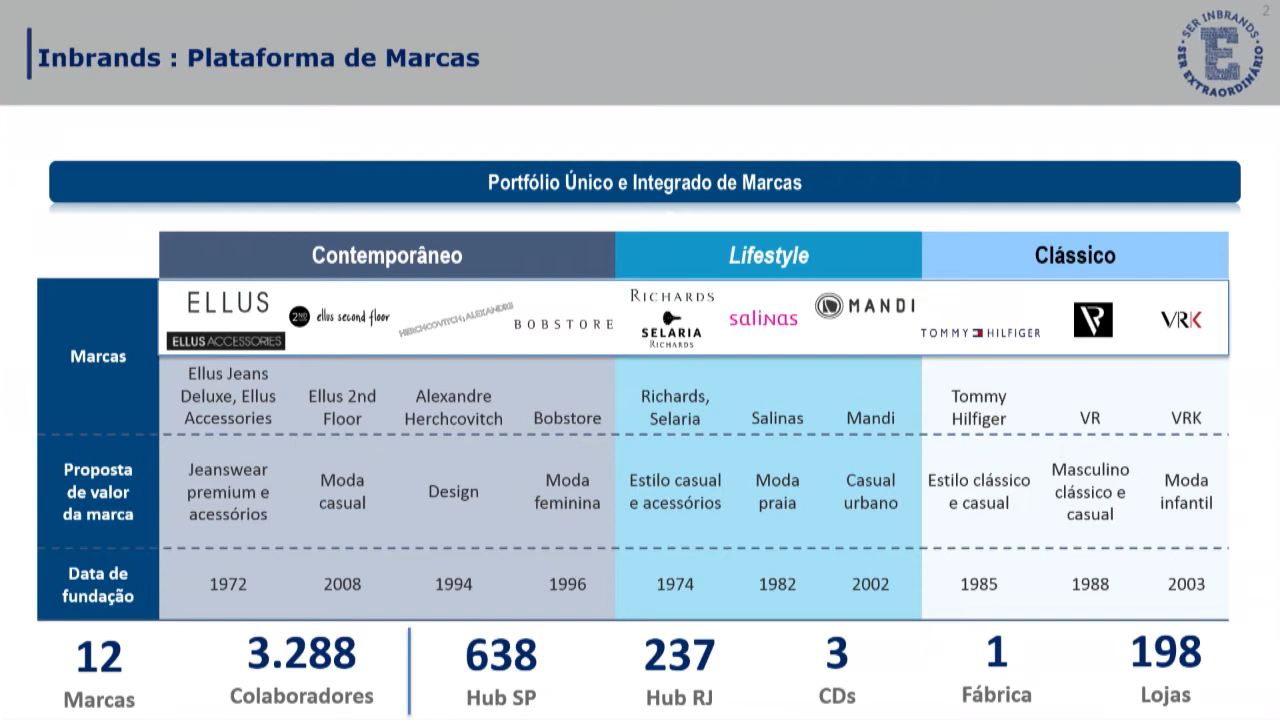 2
Inbrands : Plataforma de Marcas
SER INBRANDS
E
SER EXTRAORDINÁRIO
Portfólio Único e Integrado de Marcas
Contemporâneo
Lifestyle
Clássico
Marcas
ELLUS
ELLUS ACCESSORIES
2ND ellus second floor
HERCHCOVITCH;ALEXANDRE
BOBSTORE
RICHARDS
SELARIA
RICHARDS
salinas
MANDI
TOMMY HILFIGER
VR
VRK
Ellus Jeans
Deluxe, Ellus
Accessories
Ellus 2nd
Floor
Alexandre
Herchcovitch
Bobstore
Richards,
Selaria
Salinas
Mandi
Tommy
Hilfiger
VR
VRK
Proposta
de valor
da marca
Jeanswear
premium e
acessórios
Moda
casual
Design
Moda
feminina
Estilo casual
e acessórios
Moda
praia
Casual
urbano
Estilo clássico
e casual
Masculino
clássico e
casual
Moda
infantil
Data de
fundação
1972
2008
1994
1996
1974
1982
2002
1985
1988
2003
12
Marcas
3.288
Colaboradores
638
Hub SP
237
Hub RJ
3
CDs
1
Fábrica
198
Lojas